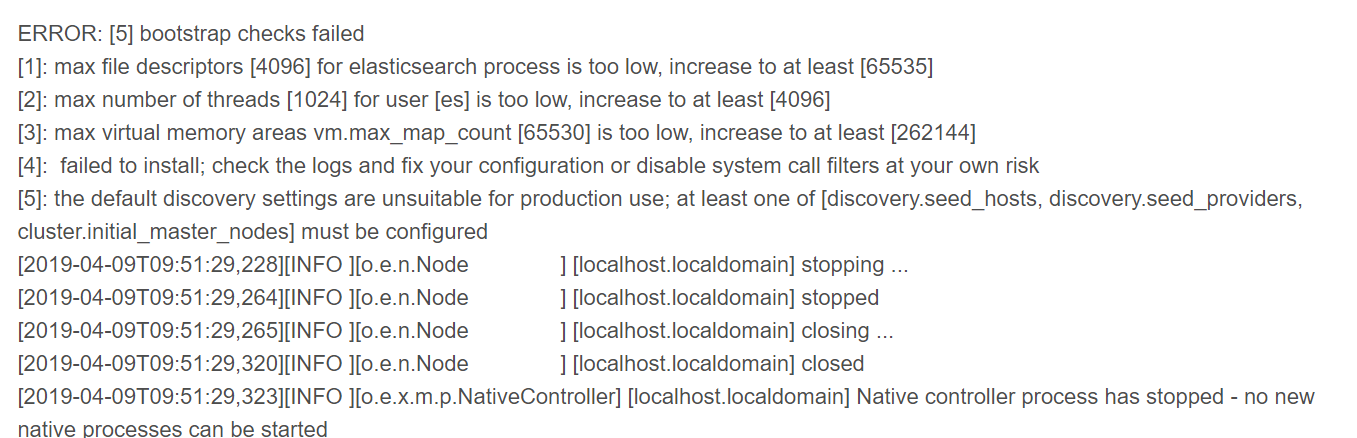 ERROR: [5] bootstrap checks failed
[1]: max file descriptors [4096] for elasticsearch process is too low, increase to at least [65535]
[2]: max number of threads [1024] for user [es] is too low, increase to at least [4096]
[3]: max virtual memory areas vm.max_map_count [65530] is too low, increase to at least [262144]
[4]:  failed to install; check the logs and fix your configuration or disable system call filters at your own risk
[5]: the default discovery settings are unsuitable for production use; at least one of [discovery.seed_hosts, discovery.seed_providers,
cluster.initial_master_nodes] must be configured
[2019-04-09T09:51:29,228][INFO ][o.e.n.Node               ] [localhost.localdomain] stopping ...
[2019-04-09T09:51:29,264][INFO ][o.e.n.Node               ] [localhost.localdomain] stopped
[2019-04-09T09:51:29,265][INFO ][o.e.n.Node               ] [localhost.localdomain] closing ...
[2019-04-09T09:51:29,320][INFO ][o.e.n.Node               ] [localhost.localdomain] closed
[2019-04-09T09:51:29,323][INFO ][o.e.x.m.p.NativeController] [localhost.localdomain] Native controller process has stopped - no new
native processes can be started